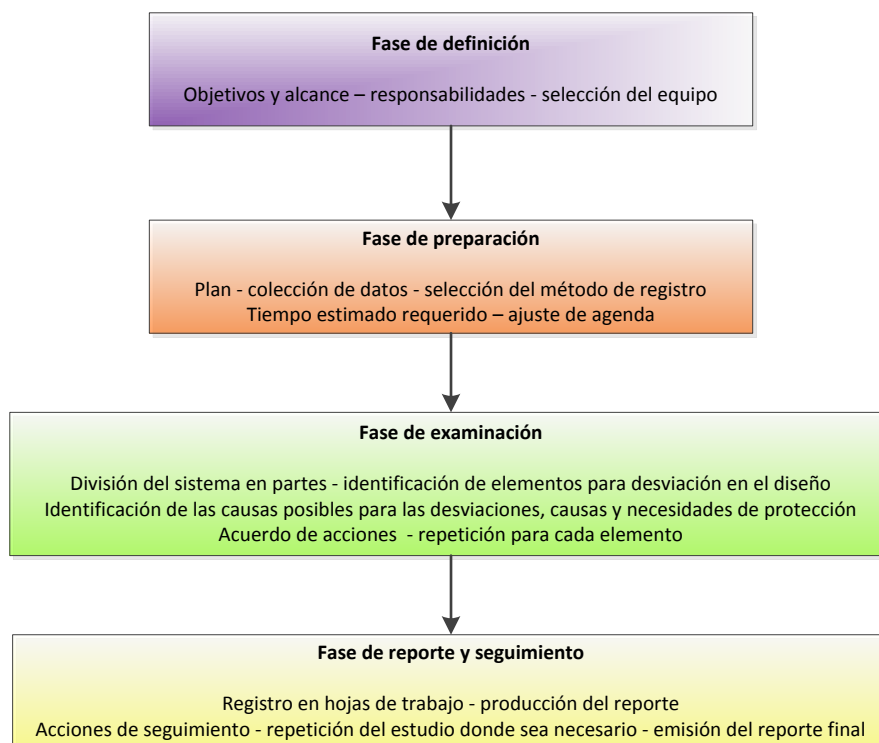 Fase de definición
Objetivos y alcance – responsabilidades - selección del equipo
Fase de preparación
Plan - colección de datos - selección del método de registro
Tiempo estimado requerido – ajuste de agenda
Fase de examinación
División del sistema en partes - identificación de elementos para desviación en el diseño
Identificación de las causas posibles para las desviaciones, causas y necesidades de protección
Acuerdo de acciones - repetición para cada elemento
Fase de reporte y seguimiento
Registro en hojas de trabajo - producción del reporte
Acciones de seguimiento - repetición del estudio donde sea necesario - emisión del reporte final